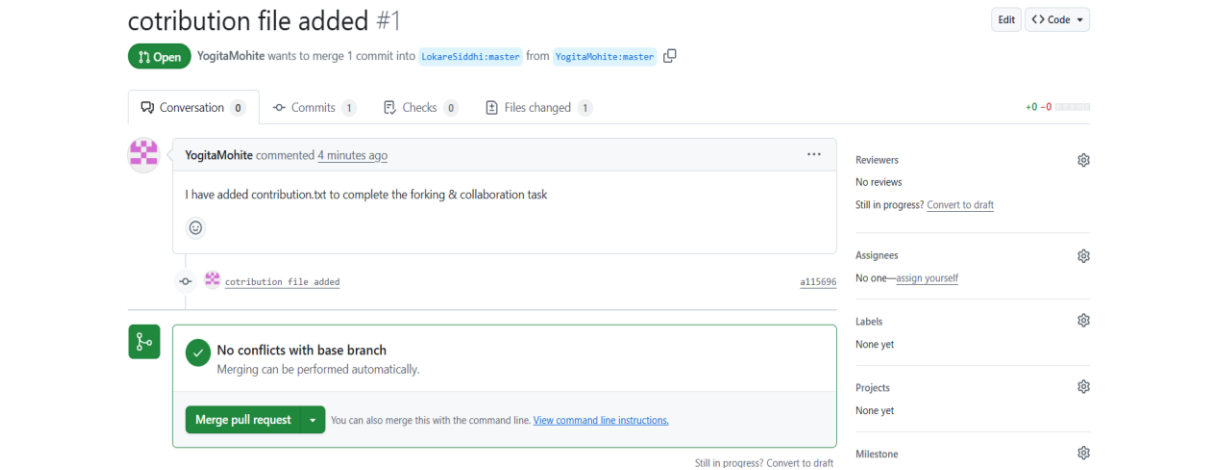 cotribution file added #1
Edit
<> Code
Open
YogitaMohite wants to merge 1 commit into LokareSiddhi:master from YogitaMohite:master
Conversation 0
Commits 1
Checks 0
Files changed 1
+0 −0
YogitaMohite commented 4 minutes ago
...
I have added contribution.txt to complete the forking & collaboration task
cotribution file added
a115696
No conflicts with base branch
Merging can be performed automatically.
Merge pull request
You can also merge this with the command line. View command line instructions.
Still in progress? Convert to draft
Reviewers
No reviews
Still in progress? Convert to draft
Assignees
No one—assign yourself
Labels
None yet
Projects
None yet
Milestone